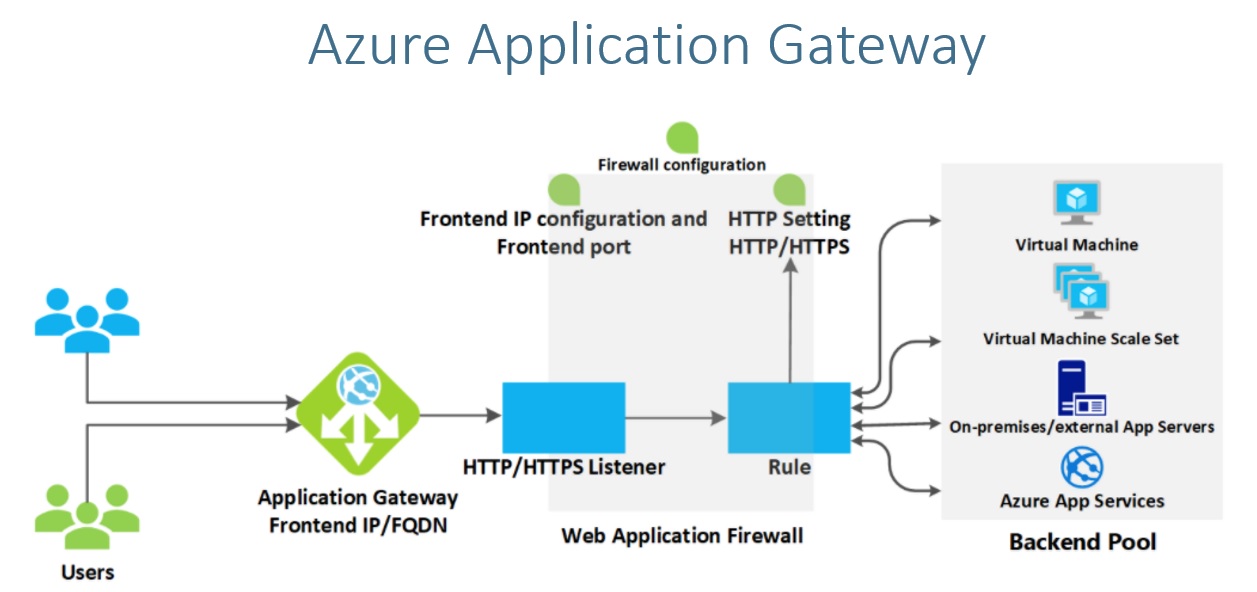 Azure Application Gateway
Firewall configuration
Frontend IP configuration and
Frontend port
HTTP Setting
HTTP/HTTPS
Virtual Machine
Virtual Machine Scale Set
On-premises/external App Servers
Azure App Services
Backend Pool
HTTP/HTTPS Listener
Rule
Application Gateway
Frontend IP/FQDN
Web Application Firewall
Users